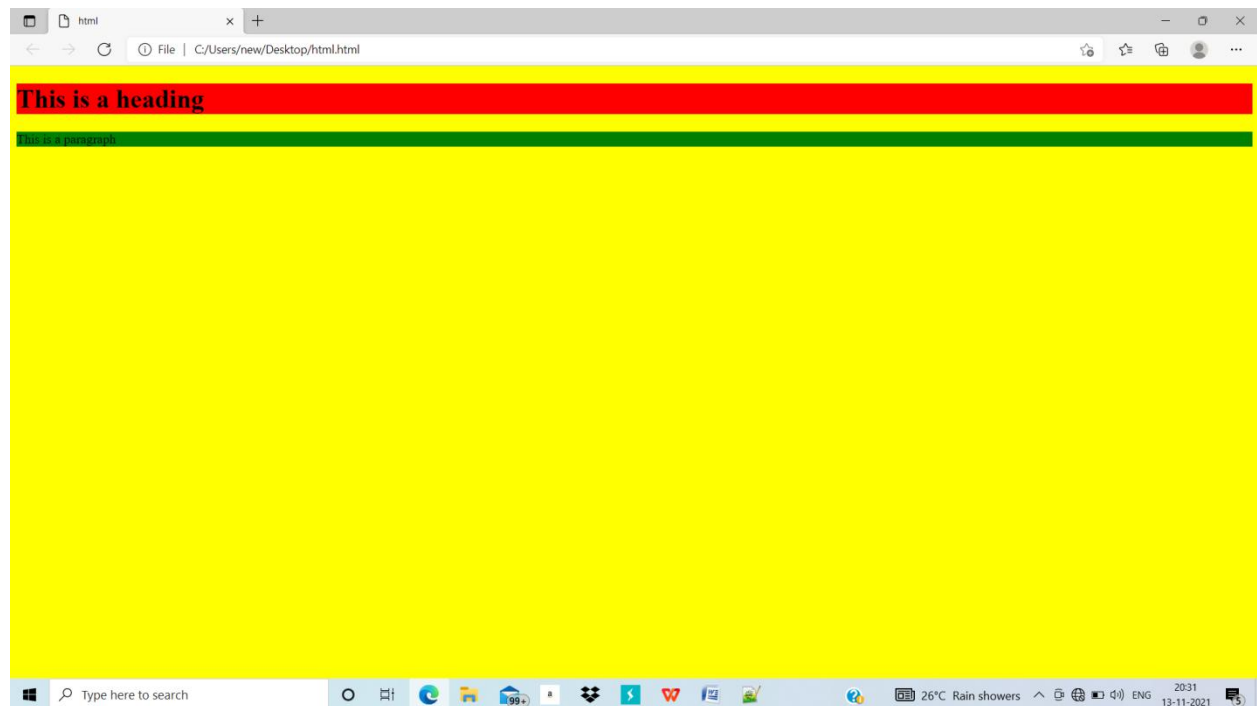 html
File | C:/Users/new/Desktop/html.html
This is a heading
This is a paragraph
Type here to search
99+
a
26°C Rain showers
ENG
20:31
13-11-2021
5